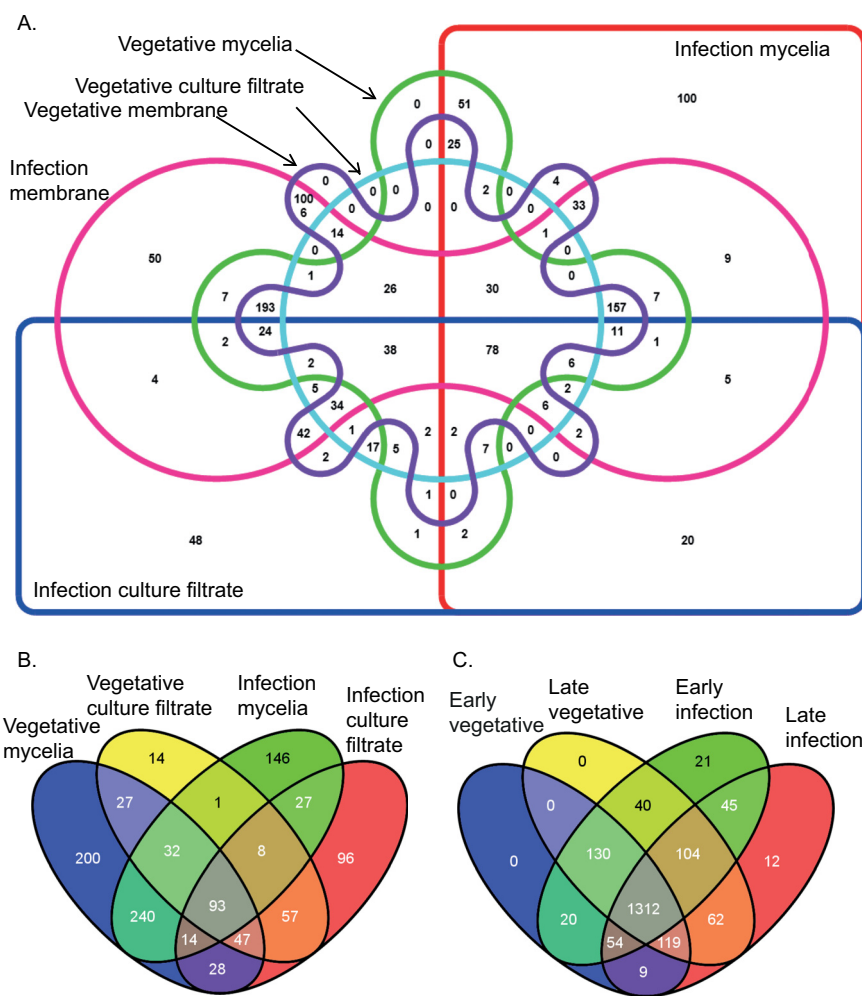 A.
Vegetative mycelia
Infection mycelia
Vegetative culture filtrate
Vegetative membrane
Infection
membrane
0 51 100
0 25
0 4
100 0 0 2 0 33
6 0 0 0 0
14 1
0 0
50 1 0 9
26 30
7 193 157 7
2 24 11 1
38 78
4 2 6 5
5 2
34 6
42 1 2 2 0 2
2 17 5 7 0 0
1 0
48 1 2 20
Infection culture filtrate
B.
Vegetative culture filtrate
Infection mycelia
Infection culture filtrate
Vegetative mycelia
14 146
27 1 27
200 32 8 96
240 93 57
14 47
28
C.
Early vegetative
Late vegetative
Early infection
Late infection
0 21
0 40 45
0 130 104 12
20 1312 62
54 119
9